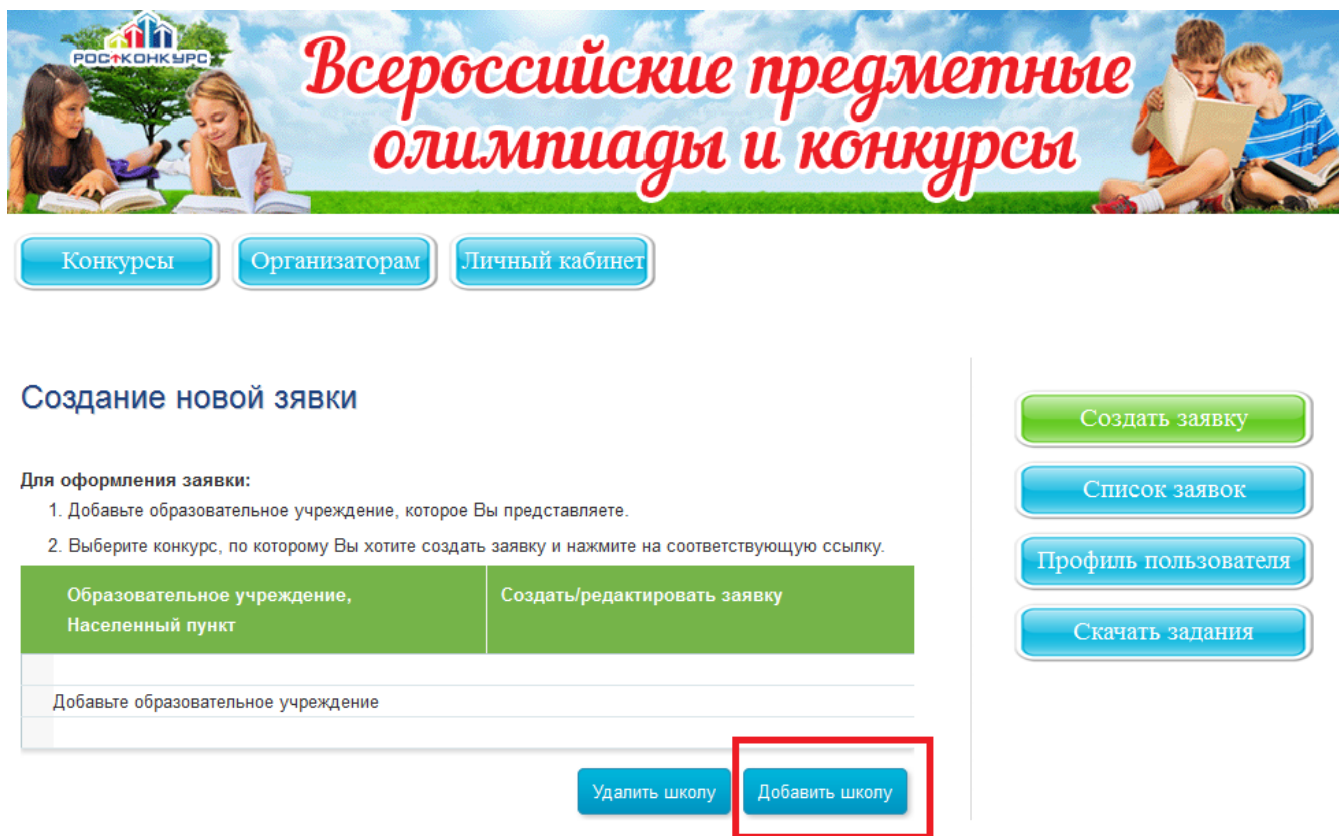 РОСТКОНКУРС
Всероссийские предметные
олимпиады и конкурсы
Конкурсы
Организаторам
Личный кабинет
Создание новой зявки
Для оформления заявки:
1. Добавьте образовательное учреждение, которое Вы представляете.
2. Выберите конкурс, по которому Вы хотите создать заявку и нажмите на соответствующую ссылку.
Образовательное учреждение,
Населенный пункт
Создать/редактировать заявку
Добавьте образовательное учреждение
Удалить школу
Добавить школу
Создать заявку
Список заявок
Профиль пользователя
Скачать задания